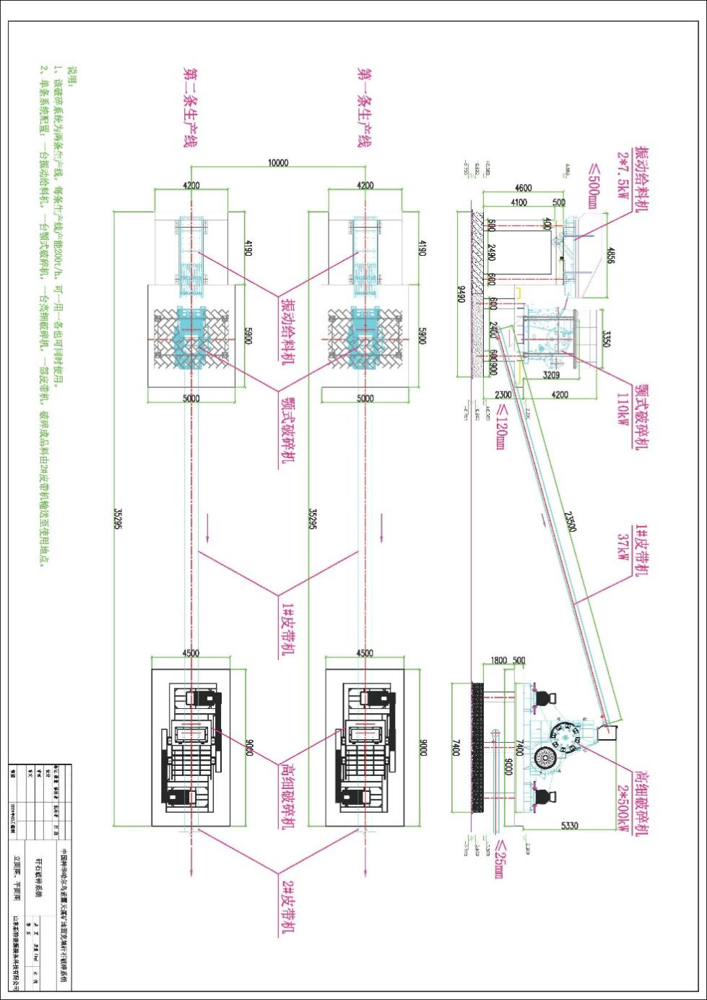 振动给料机
2*7.5kW
≤500mm
颚式破碎机
110kW
≤120mm
1#皮带机
37kW
高细破碎机
2*500kW
≤25mm
4600
4100
500
400
600
2490
600
4856
9490
600
2400
600
900
3350
3209
2300
4200
23500
1800
500
7400
7400
9000
5330
第一条生产线
第二条生产线
10000
4200
4200
4190
4190
5900
5900
5000
5000
35295
35295
4500
4500
9000
9000
振动给料机
颚式破碎机
1#皮带机
高细破碎机
2#皮带机
说明:
1、该破碎系统为两条生产线,每条生产线产能200t/h。可一用一备也可同时使用。
2、单条系统配置:一台振动给料机,一台颚式破碎机,一台高细破碎机,一部皮带机,破碎成品料由2#皮带机输送至使用地点。
矸石破碎系统
立面图、平面图